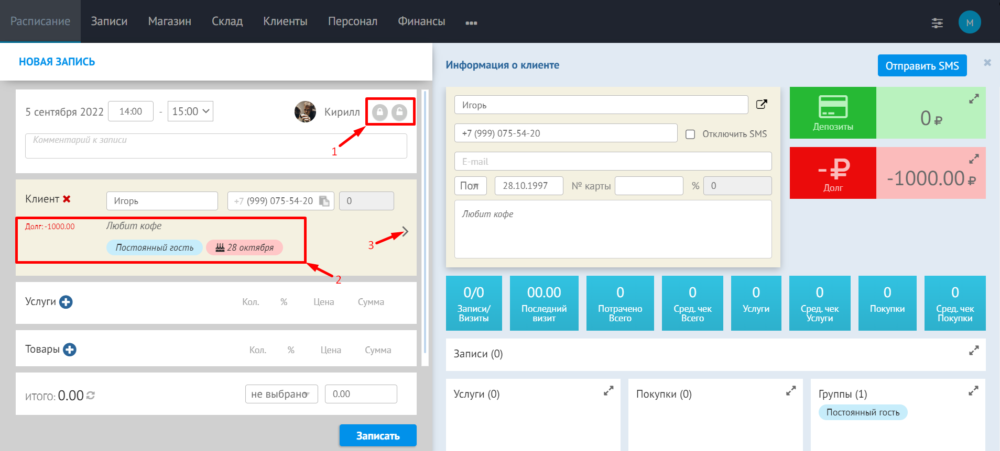 Расписание Записи Магазин Склад Клиенты Персонал Финансы
М
НОВАЯ ЗАПИСЬ
5 сентября 2022 14:00 - 15:00 Кирилл
Комментарий к записи
1
Клиент Игорь +7 (999) 075-54-20 0
Долг: -1000.00 Любит кофе
Постоянный гость 28 октября
3
2
Услуги Кол. % Цена Сумма
Товары Кол. % Цена Сумма
ИТОГО: 0.00 не выбрано 0.00
Записать
Информация о клиенте Отправить SMS
Игорь
+7 (999) 075-54-20 Отключить SMS
E-mail
Пол 28.10.1997 № карты % 0
Любит кофе
Депозиты 0 ₽
-₽
Долг -1000.00 ₽
0/0 00.00 0 0 0 0 0 0
Записи/ Последний Потрачено Сред. чек Услуги Сред. чек Покупки Сред. чек
Визиты визит Всего Всего Услуги Покупки
Записи (0)
Услуги (0) Покупки (0) Группы (1)
Постоянный гость